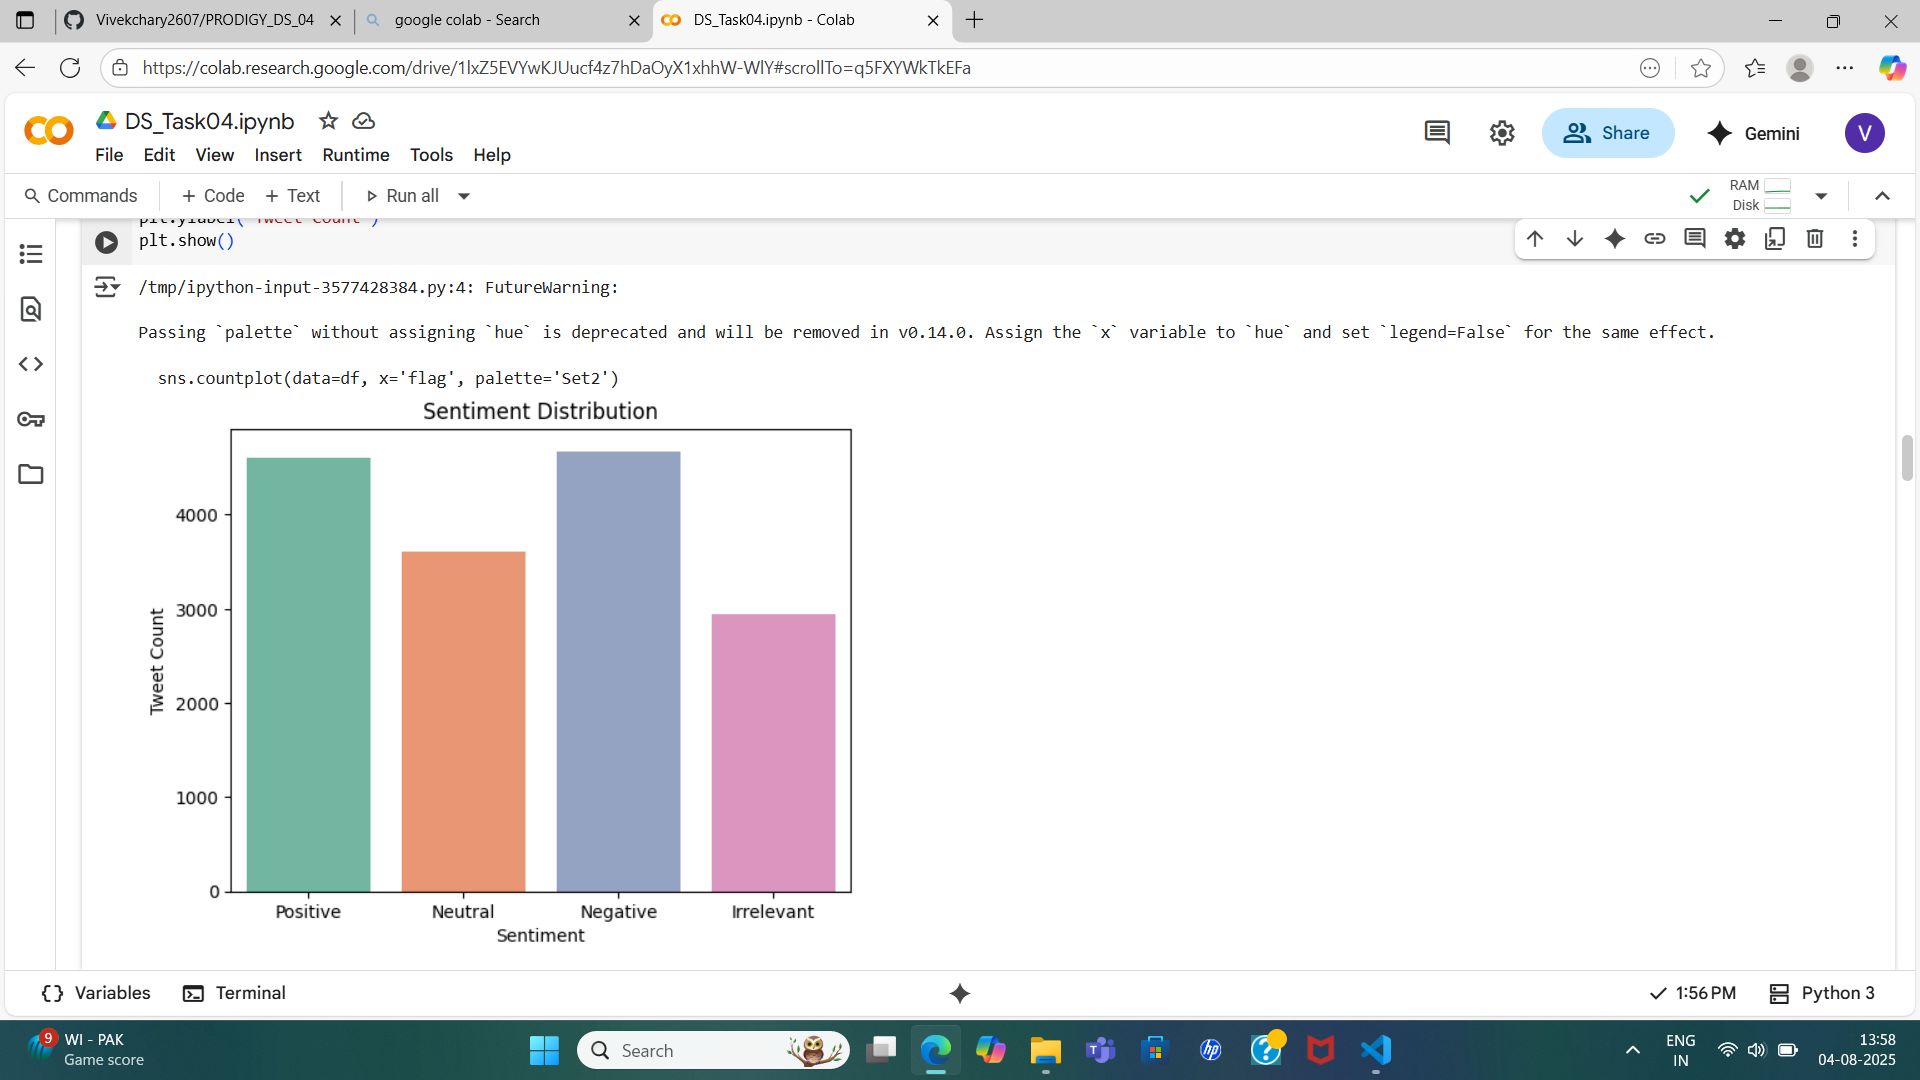 Vivekchary2607/PRODIGY_DS_04
google colab - Search
DS_Task04.ipynb - Colab
https://colab.research.google.com/drive/1lxZ5EVYwKJUucf4z7hDaOyX1xhhW-WlY#scrollTo=q5FXYWkTkEFa
DS_Task04.ipynb
File Edit View Insert Runtime Tools Help
Share
Gemini
V
Commands + Code + Text Run all
RAM
Disk
plt.ylabel("Tweet Count")
plt.show()
/tmp/ipython-input-3577428384.py:4: FutureWarning:
Passing `palette` without assigning `hue` is deprecated and will be removed in v0.14.0. Assign the `x` variable to `hue` and set `legend=False` for the same effect.
sns.countplot(data=df, x='flag', palette='Set2')
Sentiment Distribution
4000
3000
2000
1000
0
Tweet Count
Positive Neutral Negative Irrelevant
Sentiment
Variables Terminal
1:56 PM Python 3
9
WI - PAK
Game score
Search
ENG
IN
13:58
04-08-2025